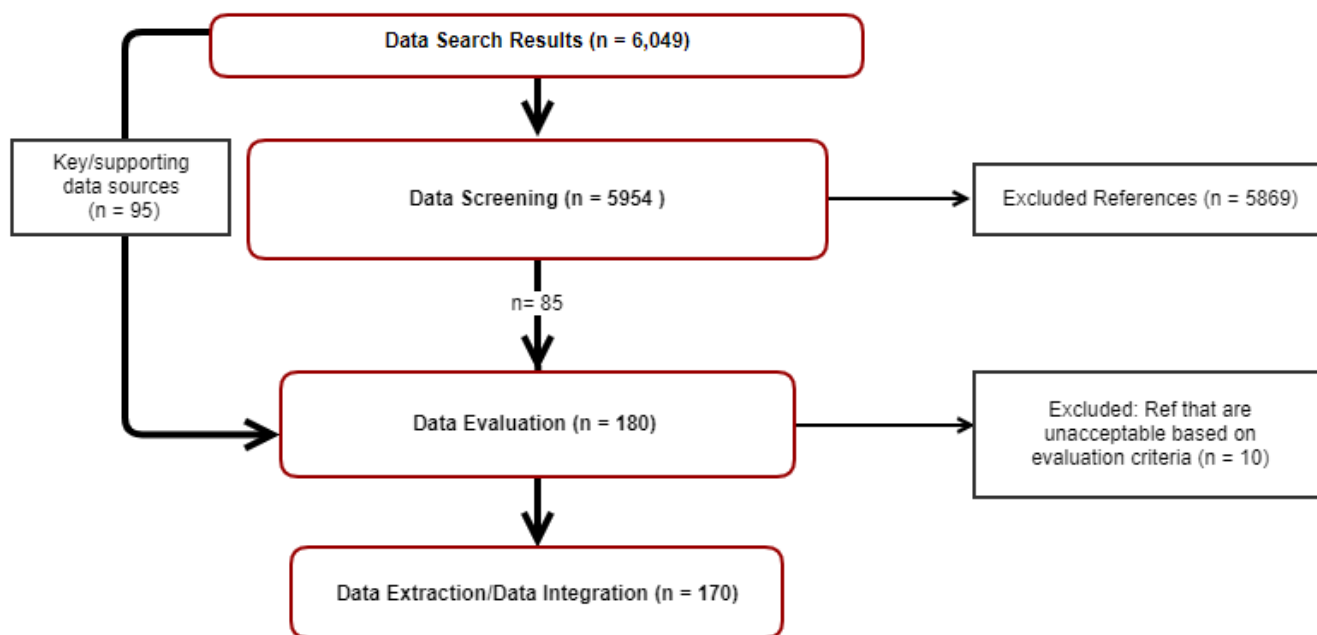 Data Search Results (n = 6,049)
Key/supporting
data sources
(n = 95)
Data Screening (n = 5954 )
Excluded References (n = 5869)
n= 85
Data Evaluation (n = 180)
Excluded: Ref that are
unacceptable based on
evaluation criteria (n = 10)
Data Extraction/Data Integration (n = 170)